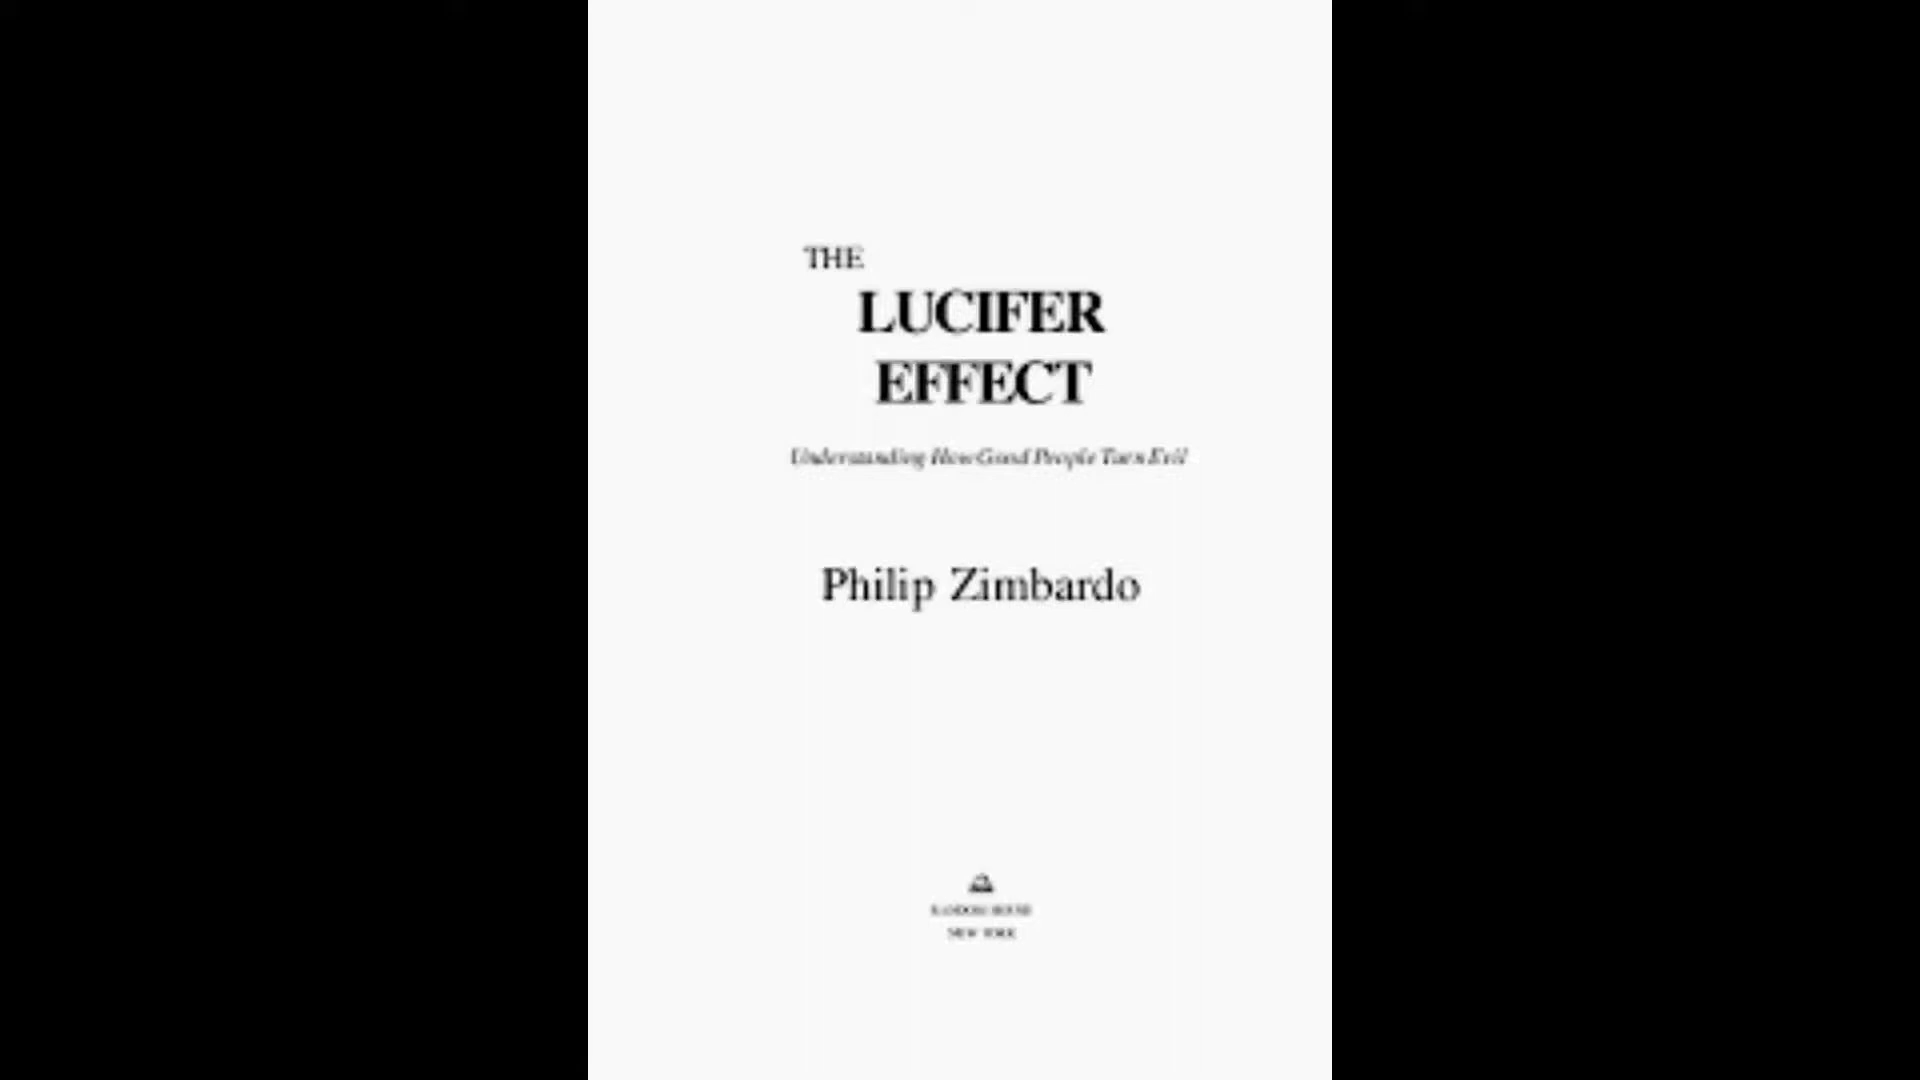 THE
LUCIFER
EFFECT
Understanding How Good People Turn Evil
Philip Zimbardo
RANDOM HOUSE
NEW YORK